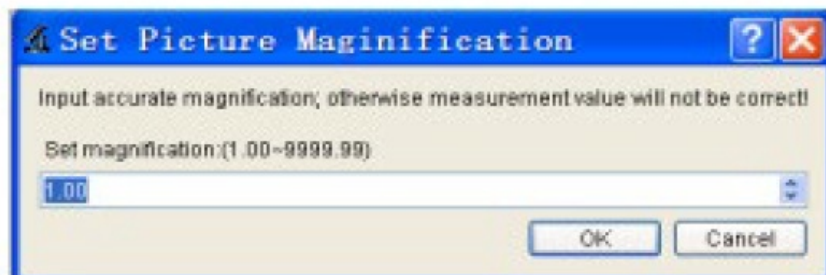 Set Picture Maginification
Input accurate magnification; otherwise measurement value will not be correct!
Set magnification:(1.00~9999.99)
1.00
OK Cancel